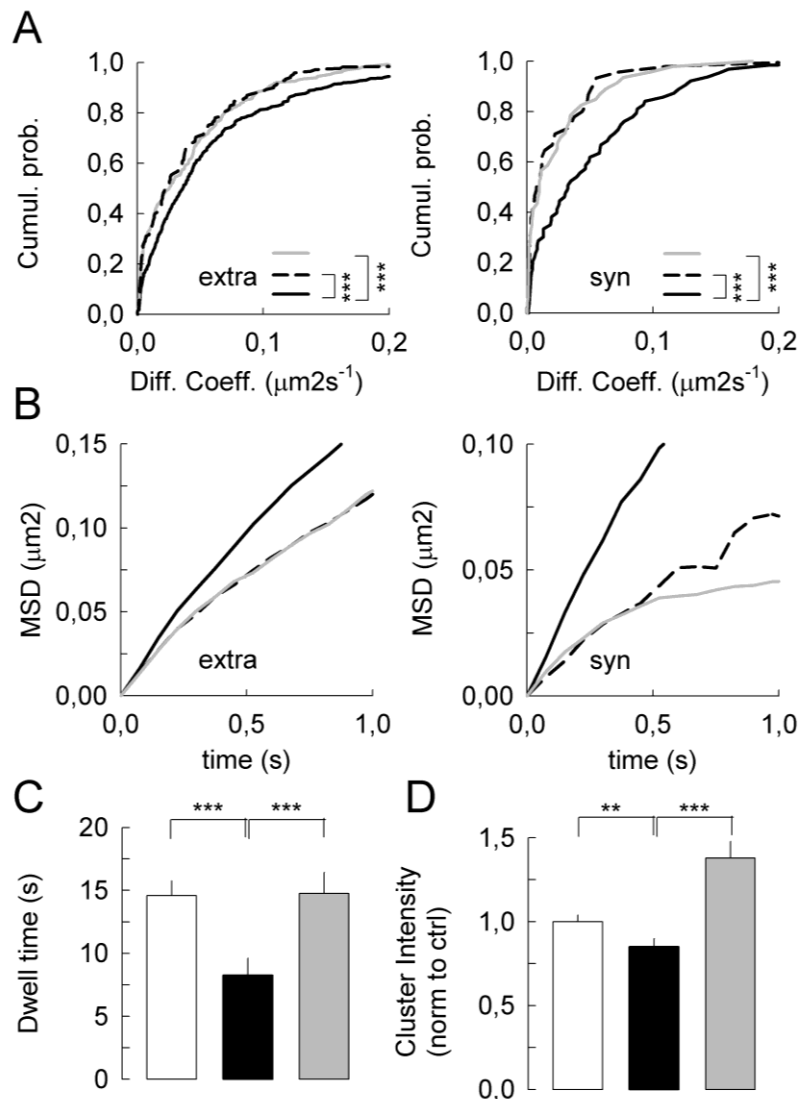 A
1,0
0,8
0,6
0,4
0,2
0,0
Cumul. prob.
extra
***
***
0,0 0,1 0,2
Diff. Coeff. (μm2s⁻¹)
1,0
0,8
0,6
0,4
0,2
0,0
Cumul. prob.
syn
***
***
0,0 0,1 0,2
Diff. Coeff. (μm2s⁻¹)
B
0,15
0,10
0,05
0,00
MSD (μm2)
extra
0,0 0,5 1,0
time (s)
0,10
0,05
0,00
MSD (μm2)
syn
0,0 0,5 1,0
time (s)
C
*** ***
20
15
10
5
0
Dwell time (s)
D
** ***
1,5
1,0
0,5
0,0
Cluster Intensity
(norm to ctrl)